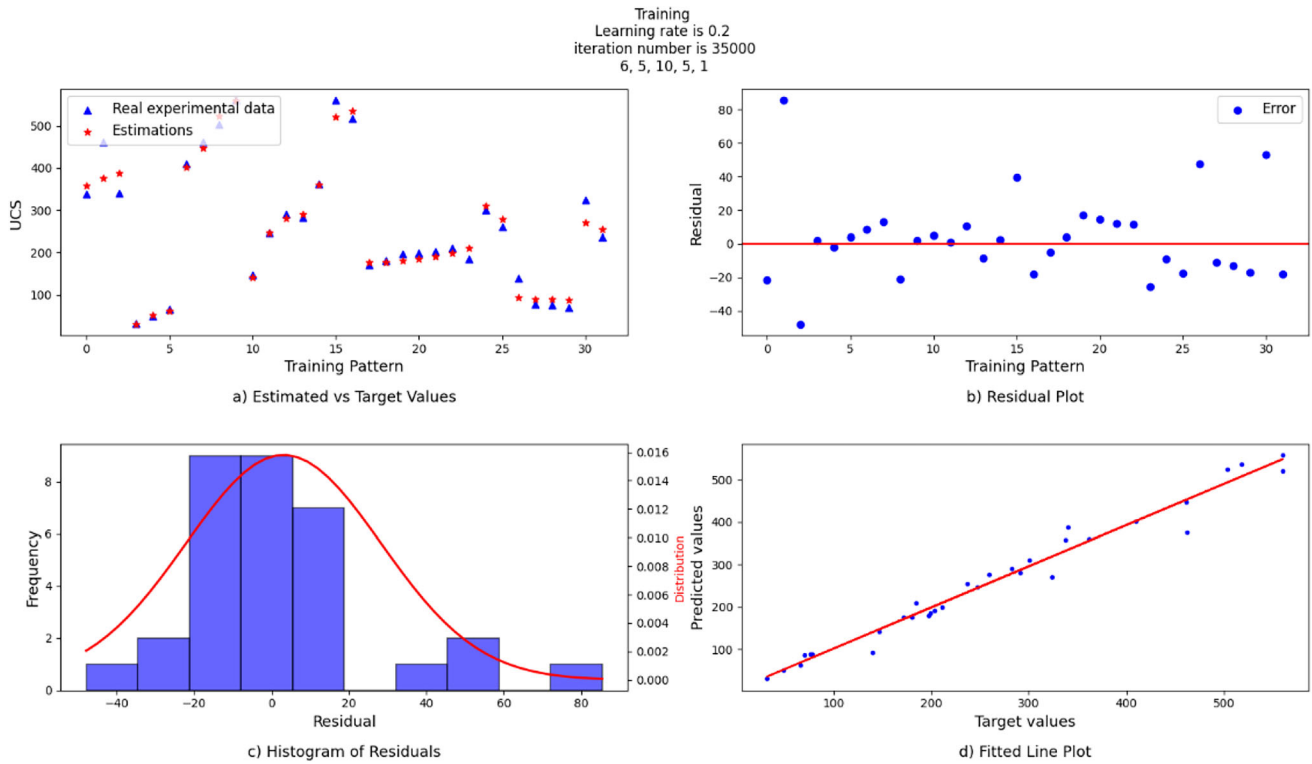 Training
Learning rate is 0.2
iteration number is 35000
6, 5, 10, 5, 1
Real experimental data
Estimations
500
400
300
200
100
UCS
0
5
10
15
20
25
30
Training Pattern
a) Estimated vs Target Values
Error
80
60
40
20
0
−20
−40
Residual
0
5
10
15
20
25
30
Training Pattern
b) Residual Plot
8
6
4
2
0
Frequency
0.016
0.014
0.012
0.010
0.008
0.006
0.004
0.002
0.000
Distribution
−40
−20
0
20
40
60
80
Residual
c) Histogram of Residuals
500
400
300
200
100
Predicted values
100
200
300
400
500
Target values
d) Fitted Line Plot